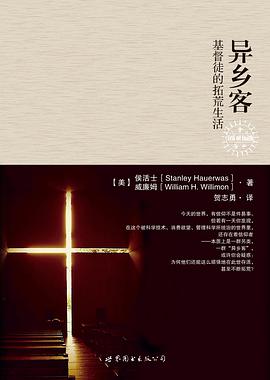 异乡客
基督徒的拓荒生活
【美】侯活士［Stanley Hauerwas］·著
威廉姆［William H. Willimon］
贺志勇·译
今天的世界，有信仰不是件易事。
但若有一天你发现，
在这个被科学技术、消费欲望、管理科学所统治的世界里，
还存在着信仰者
——本质上是一群另类，
一群“异乡客”，
或许你会疑惑：
为何他们还能这么顽强地在此世存活，
甚至不断拓荒？
世界图书出版公司